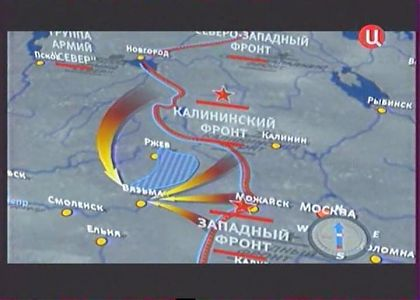 ГРУППА
АРМИЙ
"СЕВЕР"
Псков
Новгород
СЕВЕРО-ЗАПАДНЫЙ
ФРОНТ
Ц
Рыбинск
КАЛИНИНСКИЙ
ФРОНТ
Калинин
Ржев
Вязьма
Смоленск
Ельня
Можайск
Москва
ЗАПАДНЫЙ
ФРОНТ
W
N
E
S